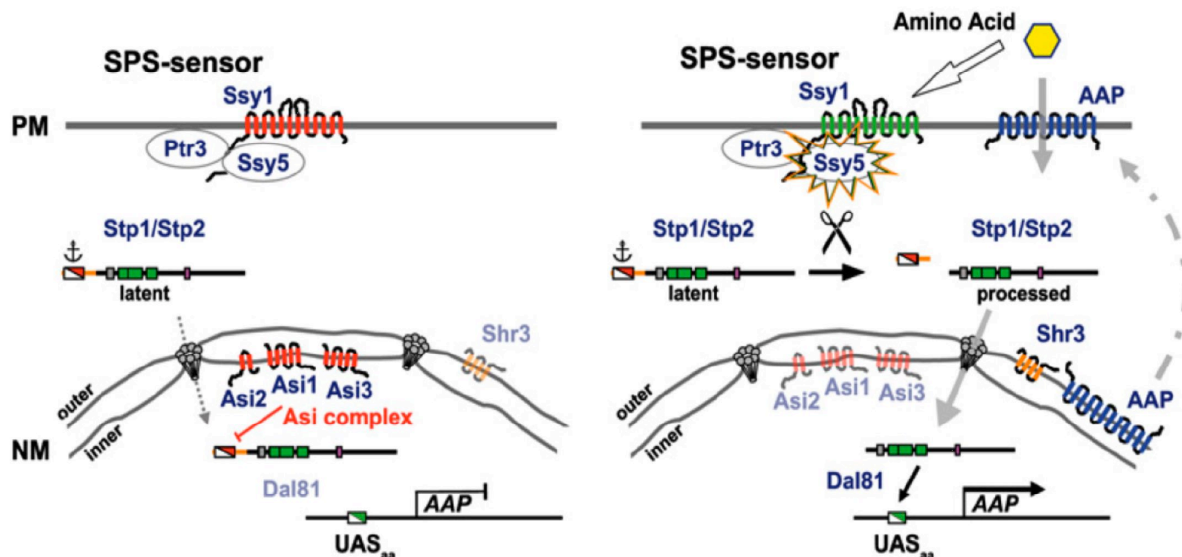 SPS-sensor
Ssy1
PM
Ptr3
Ssy5
Stp1/Stp2
latent
Shr3
Asi2
Asi1
Asi3
outer
inner
Asi complex
NM
Dal81
AAP
UASaa
Amino Acid
SPS-sensor
Ssy1
AAP
Ptr3
Ssy5
Stp1/Stp2
Stp1/Stp2
latent
processed
Shr3
Asi2
Asi1
Asi3
AAP
outer
inner
Dal81
AAP
UASaa